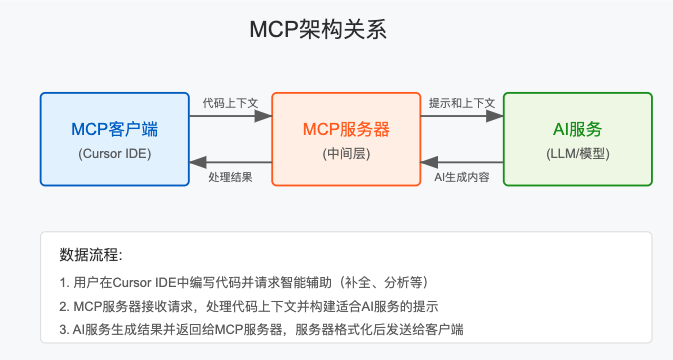 MCP架构关系
代码上下文
提示和上下文
MCP客户端
MCP服务器
AI服务
(Cursor IDE)
(中间层)
(LLM/模型)
处理结果
AI生成内容
数据流程:
1. 用户在Cursor IDE中编写代码并请求智能辅助（补全、分析等）
2. MCP服务器接收请求，处理代码上下文并构建适合AI服务的提示
3. AI服务生成结果并返回给MCP服务器，服务器格式化后发送给客户端